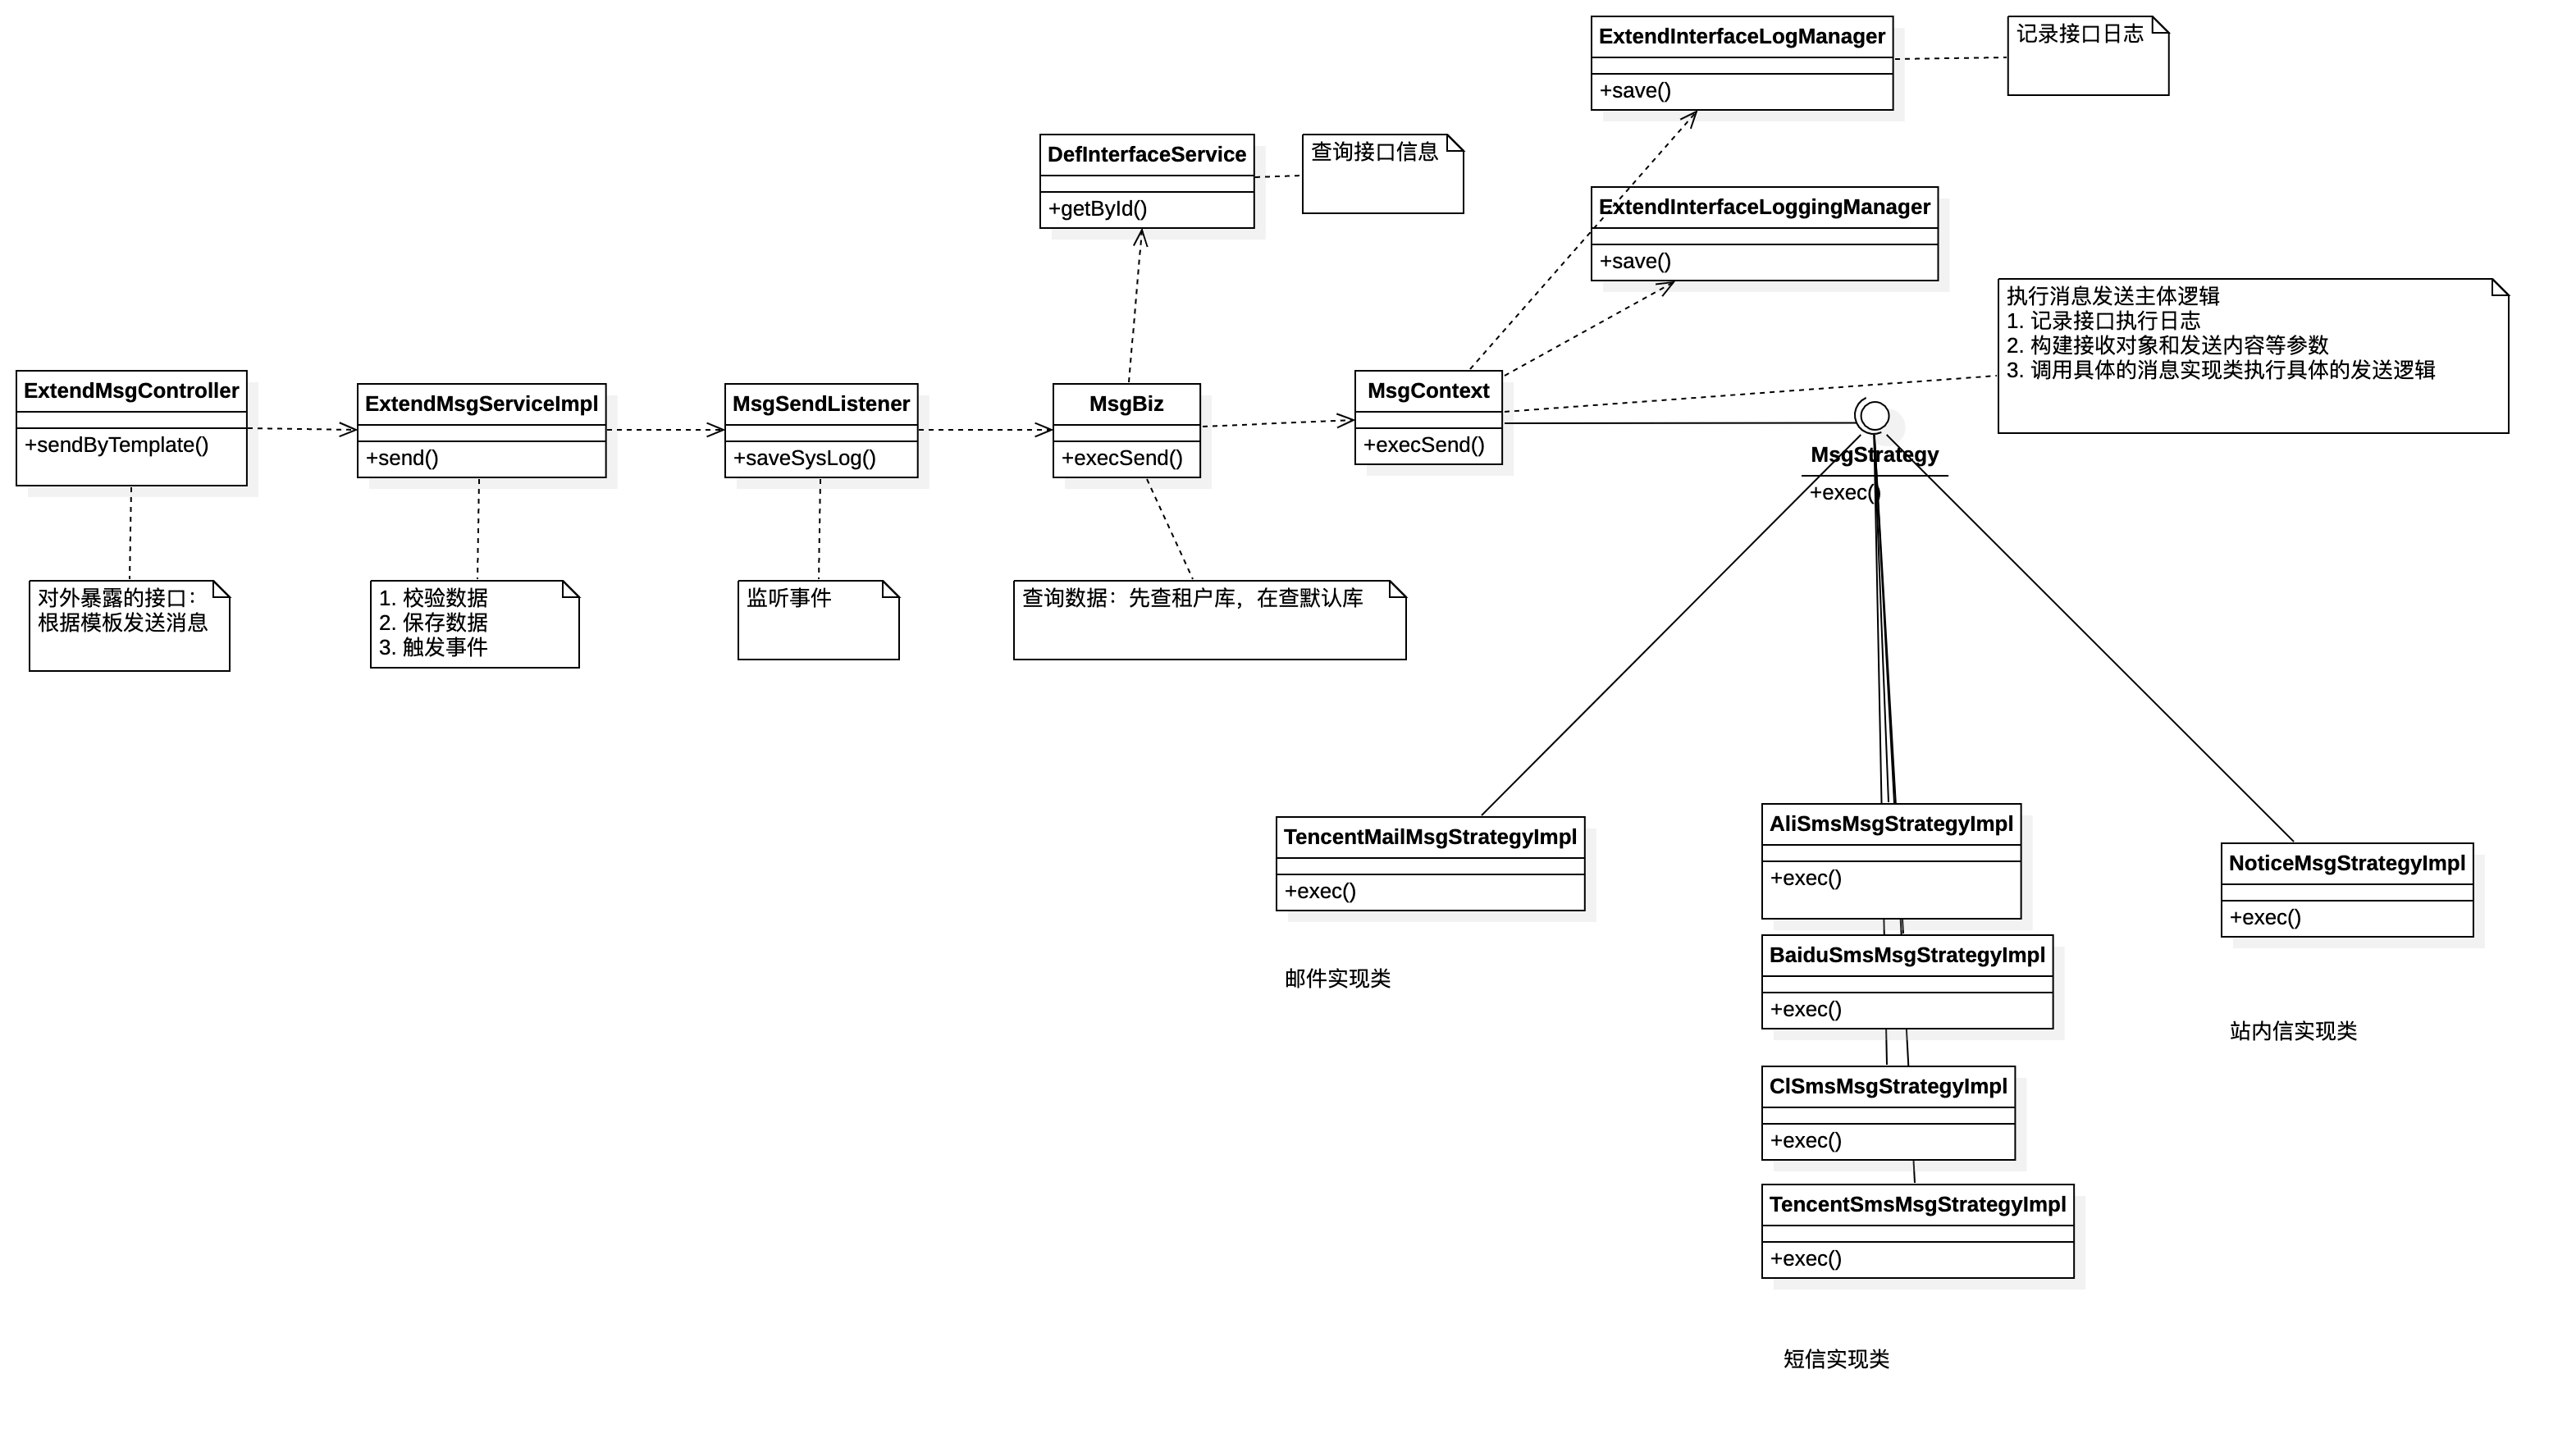 ExtendInterfaceLogManager
+save()
记录接口日志
DefInterfaceService
+getById()
查询接口信息
ExtendInterfaceLoggingManager
+save()
执行消息发送主体逻辑
1. 记录接口执行日志
2. 构建接收对象和发送内容等参数
3. 调用具体的消息实现类执行具体的发送逻辑
ExtendMsgController
+sendByTemplate()
ExtendMsgServiceImpl
+send()
MsgSendListener
+saveSysLog()
MsgBiz
+execSend()
MsgContext
+execSend()
MsgStrategy
+exec()
对外暴露的接口：
根据模板发送消息
1. 校验数据
2. 保存数据
3. 触发事件
监听事件
查询数据：先查租户库，在查默认库
TencentMailMsgStrategyImpl
+exec()
邮件实现类
AliSmsMsgStrategyImpl
+exec()
BaiduSmsMsgStrategyImpl
+exec()
ClSmsMsgStrategyImpl
+exec()
TencentSmsMsgStrategyImpl
+exec()
短信实现类
NoticeMsgStrategyImpl
+exec()
站内信实现类